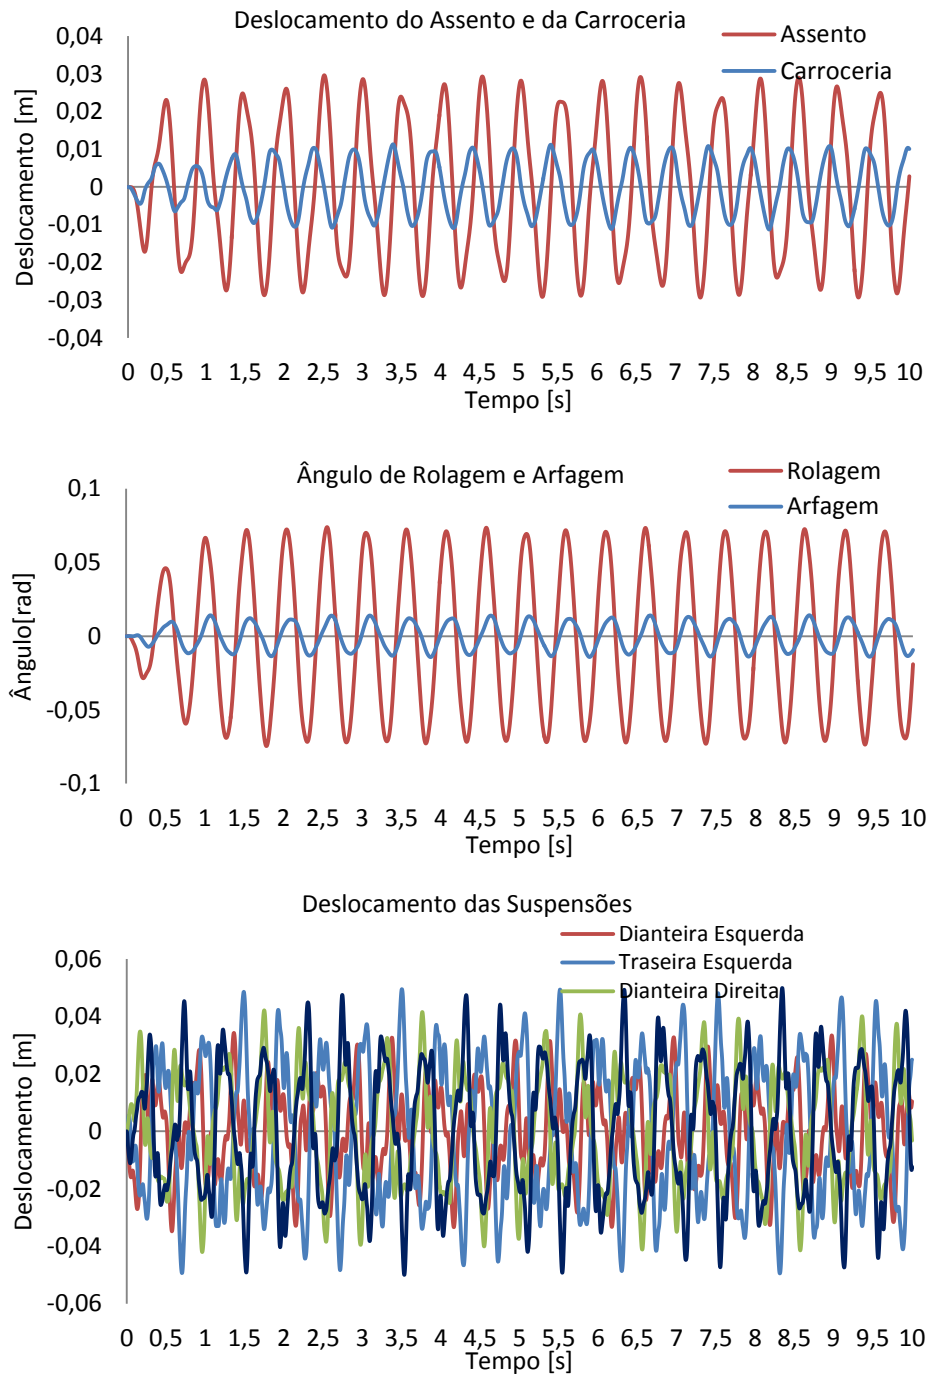 Deslocamento do Assento e da Carroceria
Assento
Carroceria
Deslocamento [m]
0,04
0,03
0,02
0,01
0
-0,01
-0,02
-0,03
-0,04
0 0,5 1 1,5 2 2,5 3 3,5 4 4,5 5 5,5 6 6,5 7 7,5 8 8,5 9 9,5 10
Tempo [s]
Ângulo de Rolagem e Arfagem
Rolagem
Arfagem
Ângulo[rad]
0,1
0,05
0
-0,05
-0,1
0 0,5 1 1,5 2 2,5 3 3,5 4 4,5 5 5,5 6 6,5 7 7,5 8 8,5 9 9,5 10
Tempo [s]
Deslocamento das Suspensões
Dianteira Esquerda
Traseira Esquerda
Dianteira Direita
Deslocamento [m]
0,06
0,04
0,02
0
-0,02
-0,04
-0,06
0 0,5 1 1,5 2 2,5 3 3,5 4 4,5 5 5,5 6 6,5 7 7,5 8 8,5 9 9,5 10
Tempo [s]